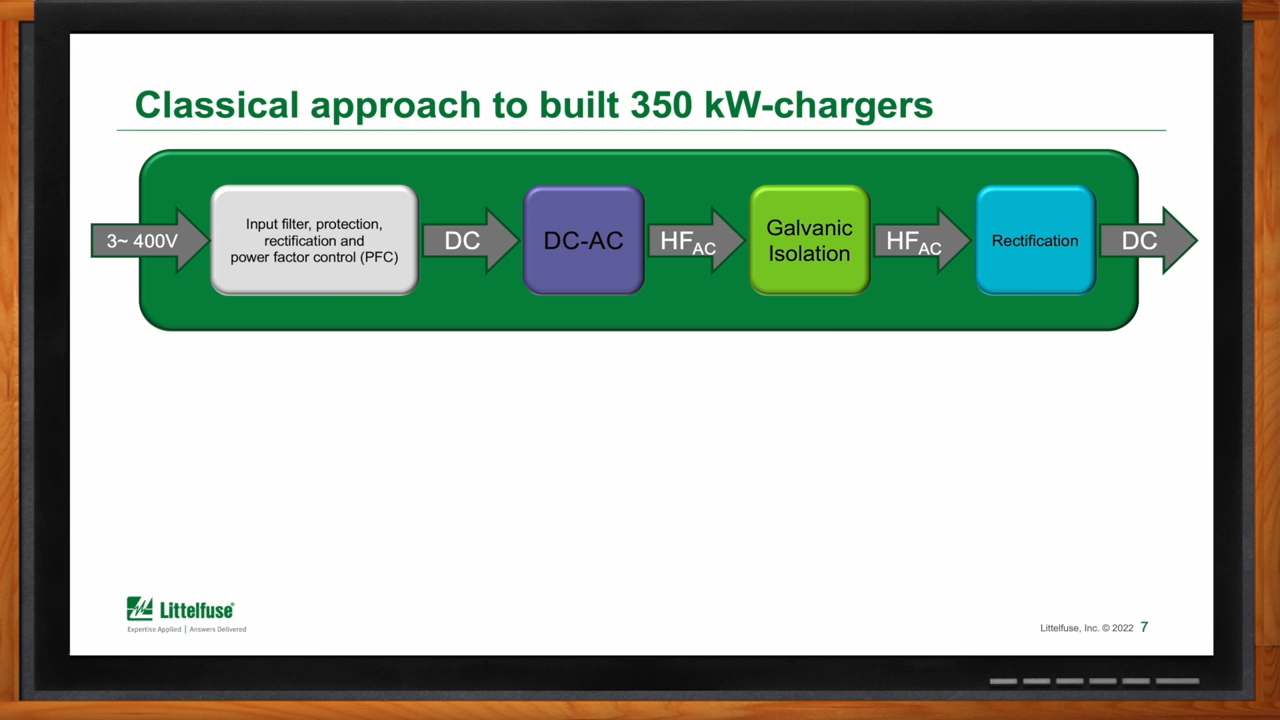 Classical approach to built 350 kW-chargers
3~ 400V
Input filter, protection,
rectification and
power factor control (PFC)
DC
DC-AC
HFAC
Galvanic
Isolation
HFAC
Rectification
DC
Littelfuse®
Expertise Applied | Answers Delivered
Littelfuse, Inc. © 2022 7